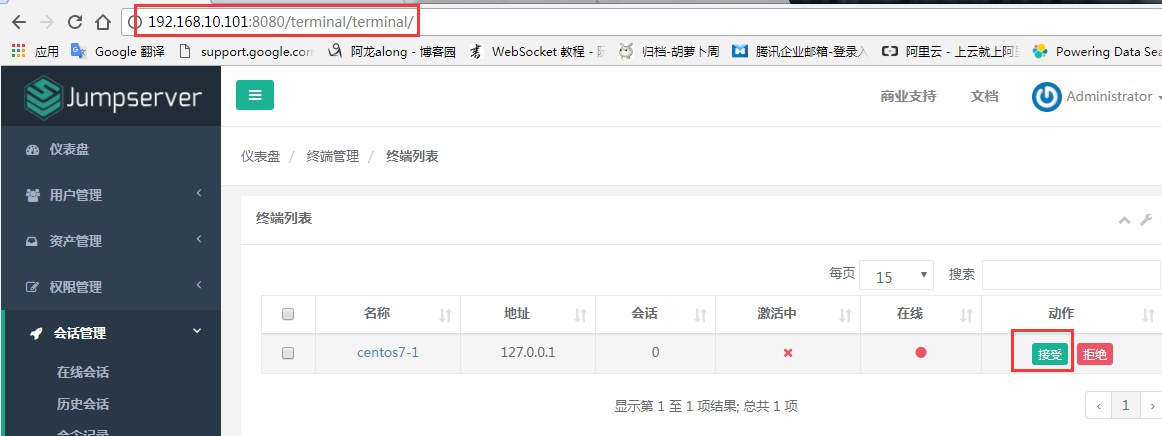 192.168.10.101:8080/terminal/terminal/
应用 Google 翻译 support.google.com 阿龙along - 博客园 WebSocket 教程 - 归档-胡萝卜周 腾讯企业邮箱-登录入 阿里云 - 上云就上阿里 Powering Data Sea
Jumpserver
商业支持 文档 Administrator
仪表盘
用户管理
资产管理
权限管理
会话管理
在线会话
历史会话
仪表盘 / 终端管理 / 终端列表
终端列表
每页 15 搜索
名称 地址 会话 激活中 在线 动作
centos7-1 127.0.0.1 0 接受 拒绝
显示第 1 至 1 项结果; 总共 1 项
‹ 1 ›